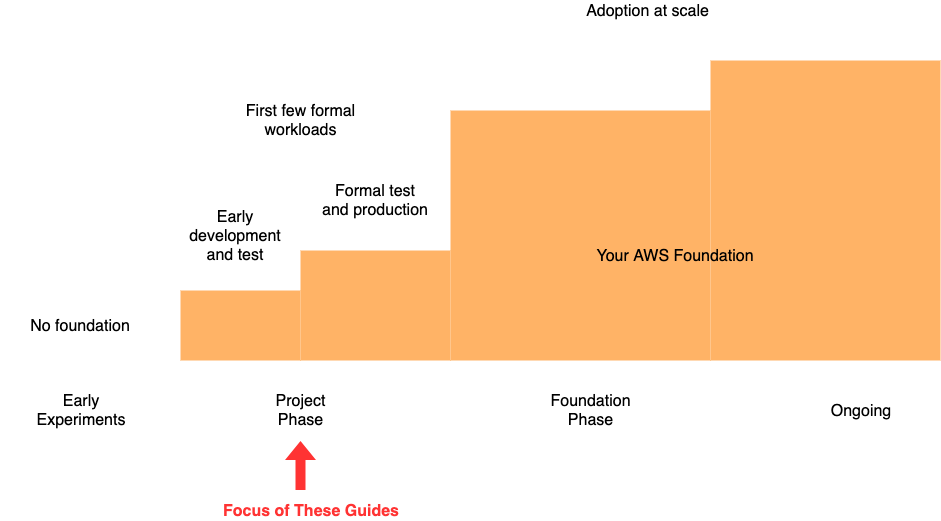 Adoption at scale
First few formal
workloads
Formal test
and production
Early
development
and test
Your AWS Foundation
No foundation
Early
Experiments
Project
Phase
Foundation
Phase
Ongoing
Focus of These Guides